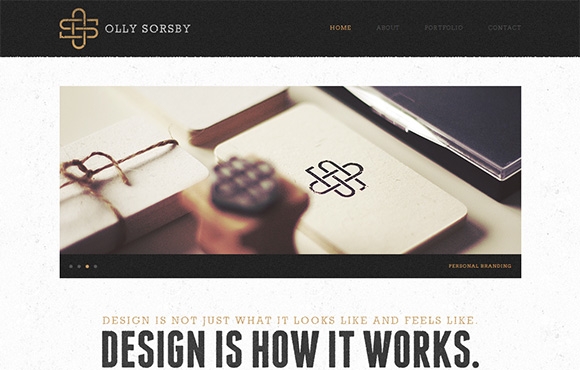 OLLY SORSBY
HOME ABOUT PORTFOLIO CONTACT
PERSONAL BRANDING
DESIGN IS NOT JUST WHAT IT LOOKS LIKE AND FEELS LIKE.
DESIGN IS HOW IT WORKS.